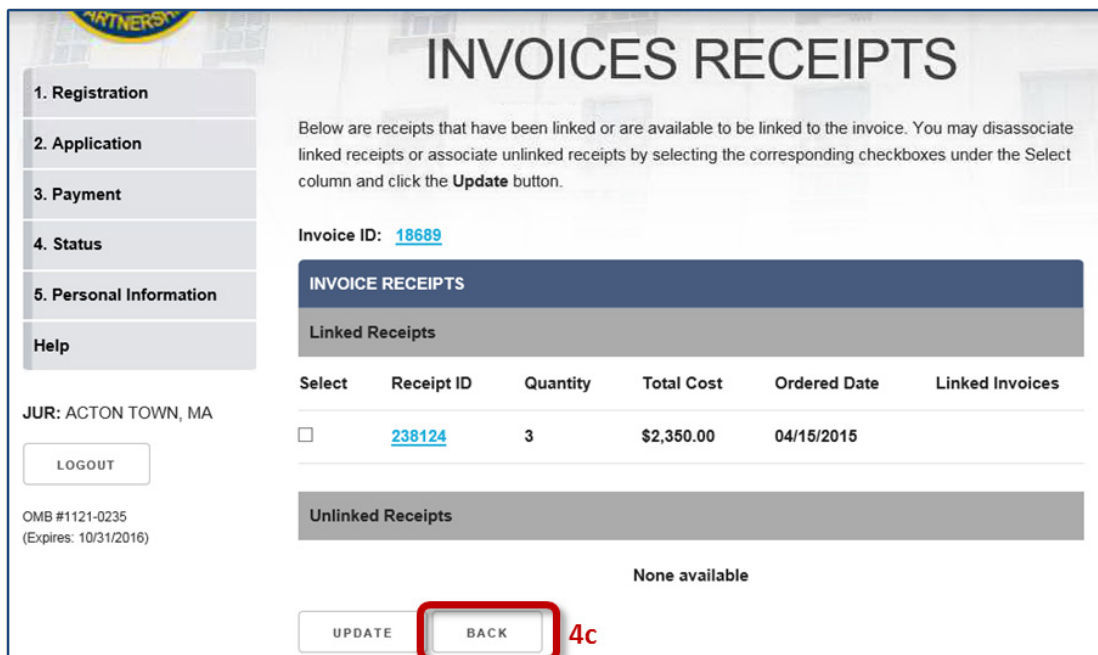 PARTNERSHIP
INVOICES RECEIPTS
1. Registration
2. Application
3. Payment
4. Status
5. Personal Information
Help
JUR: ACTON TOWN, MA
LOGOUT
OMB #1121-0235
(Expires: 10/31/2016)
Below are receipts that have been linked or are available to be linked to the invoice. You may disassociate
linked receipts or associate unlinked receipts by selecting the corresponding checkboxes under the Select
column and click the Update button.
Invoice ID: 18689
INVOICE RECEIPTS
Linked Receipts
Select Receipt ID Quantity Total Cost Ordered Date Linked Invoices
238124 3 $2,350.00 04/15/2015
Unlinked Receipts
None available
UPDATE BACK 4c